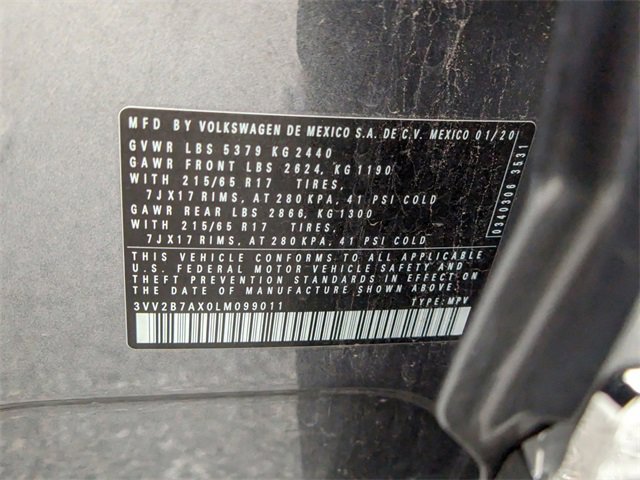 MFD BY VOLKSWAGEN DE MEXICO S.A. DE C.V. MEXICO 01/20
GVWR LBS 5379 KG 2440
GAWR FRONT LBS 2624, KG 1190
WITH 215/65 R17 TIRES,
7JX17 RIMS, AT 280 KPA, 41 PSI COLD
GAWR REAR LBS 2866, KG 1300
WITH 215/65 R17 TIRES,
7JX17 RIMS, AT 280 KPA, 41 PSI COLD
THIS VEHICLE CONFORMS TO ALL APPLICABLE
U.S. FEDERAL MOTOR VEHICLE SAFETY AND
THEFT PREVENTION STANDARDS IN EFFECT ON
THE DATE OF MANUFACTURE SHOWN ABOVE.
3VV2B7AX0LM099011 TYPE: MPV
0340306 3531